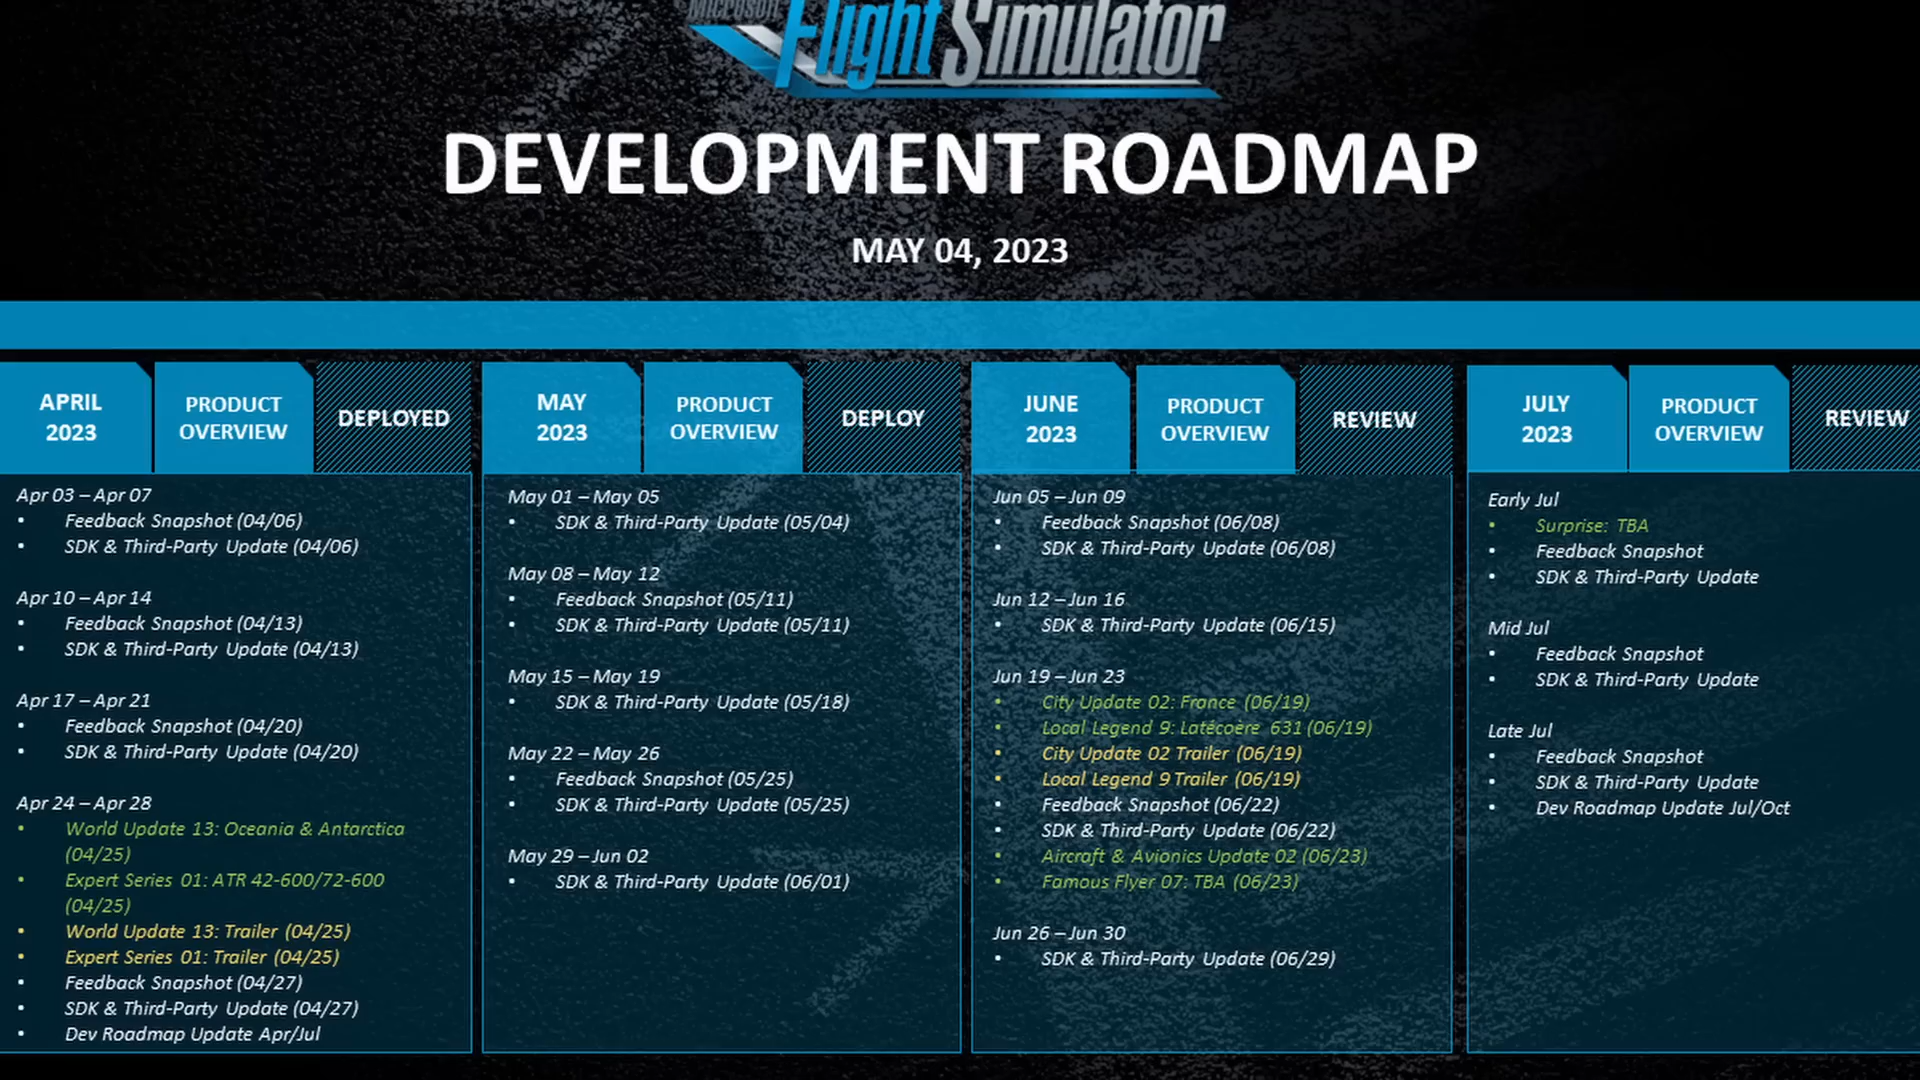 Microsoft
Flight Simulator
DEVELOPMENT ROADMAP
MAY 04, 2023
APRIL
2023
PRODUCT
OVERVIEW
DEPLOYED
Apr 03 – Apr 07
• Feedback Snapshot (04/06)
• SDK & Third-Party Update (04/06)
Apr 10 – Apr 14
• Feedback Snapshot (04/13)
• SDK & Third-Party Update (04/13)
Apr 17 – Apr 21
• Feedback Snapshot (04/20)
• SDK & Third-Party Update (04/20)
Apr 24 – Apr 28
• World Update 13: Oceania & Antarctica
(04/25)
• Expert Series 01: ATR 42-600/72-600
(04/25)
• World Update 13: Trailer (04/25)
• Expert Series 01: Trailer (04/25)
• Feedback Snapshot (04/27)
• SDK & Third-Party Update (04/27)
• Dev Roadmap Update Apr/Jul
MAY
2023
PRODUCT
OVERVIEW
DEPLOY
May 01 – May 05
• SDK & Third-Party Update (05/04)
May 08 – May 12
• Feedback Snapshot (05/11)
• SDK & Third-Party Update (05/11)
May 15 – May 19
• SDK & Third-Party Update (05/18)
May 22 – May 26
• Feedback Snapshot (05/25)
• SDK & Third-Party Update (05/25)
May 29 – Jun 02
• SDK & Third-Party Update (06/01)
JUNE
2023
PRODUCT
OVERVIEW
REVIEW
Jun 05 – Jun 09
• Feedback Snapshot (06/08)
• SDK & Third-Party Update (06/08)
Jun 12 – Jun 16
• SDK & Third-Party Update (06/15)
Jun 19 – Jun 23
• City Update 02: France (06/19)
• Local Legend 9: Latécoère 631 (06/19)
• City Update 02 Trailer (06/19)
• Local Legend 9 Trailer (06/19)
• Feedback Snapshot (06/22)
• SDK & Third-Party Update (06/22)
• Aircraft & Avionics Update 02 (06/23)
• Famous Flyer 07: TBA (06/23)
Jun 26 – Jun 30
• SDK & Third-Party Update (06/29)
JULY
2023
PRODUCT
OVERVIEW
REVIEW
Early Jul
• Surprise: TBA
• Feedback Snapshot
• SDK & Third-Party Update
Mid Jul
• Feedback Snapshot
• SDK & Third-Party Update
Late Jul
• Feedback Snapshot
• SDK & Third-Party Update
• Dev Roadmap Update Jul/Oct